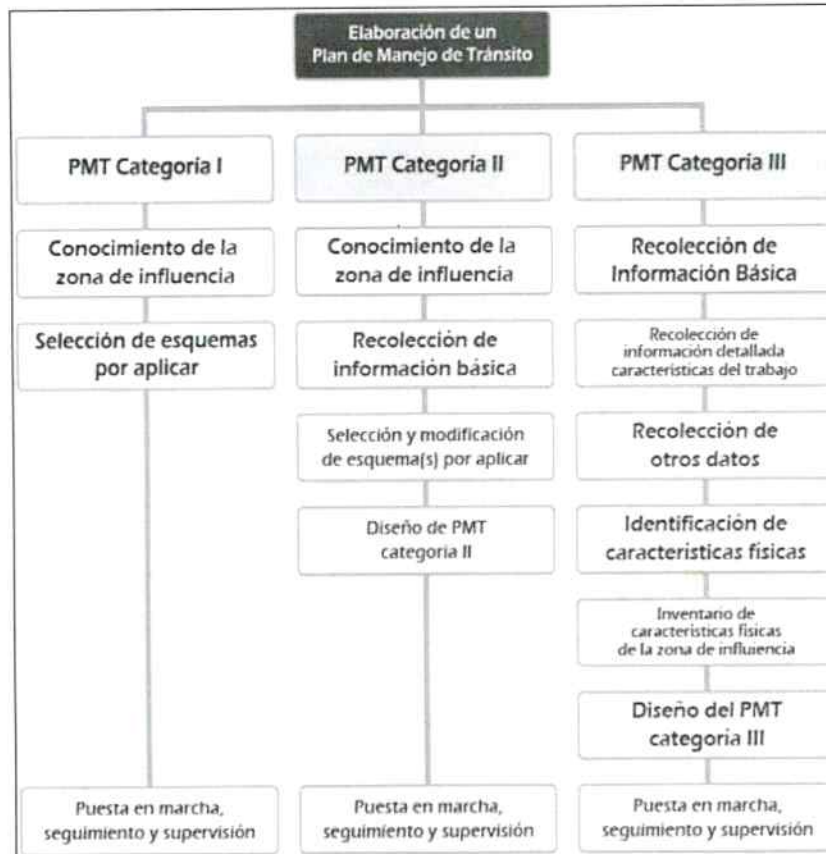 Elaboración de un
Plan de Manejo de Tránsito
PMT Categoría I
Conocimiento de la
zona de influencia
Selección de esquemas
por aplicar
Puesta en marcha,
seguimiento y supervisión
PMT Categoría II
Conocimiento de la
zona de influencia
Recolección de
información básica
Selección y modificación
de esquema(s) por aplicar
Diseño de PMT
categoría II
Puesta en marcha,
seguimiento y supervisión
PMT Categoría III
Recolección de
Información Básica
Recolección de
información detallada
características del trabajo
Recolección de
otros datos
Identificación de
características físicas
Inventario de
características físicas
de la zona de influiencia
Diseño del PMT
categoría III
Puesta en marcha,
seguimiento y supervisión